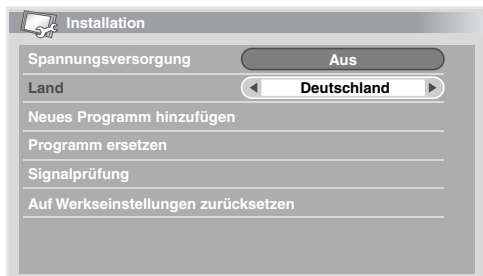 Installation
Spannungsversorgung Aus
Land Deutschland
Neues Programm hinzufügen
Programm ersetzen
Signalprüfung
Auf Werkseinstellungen zurücksetzen